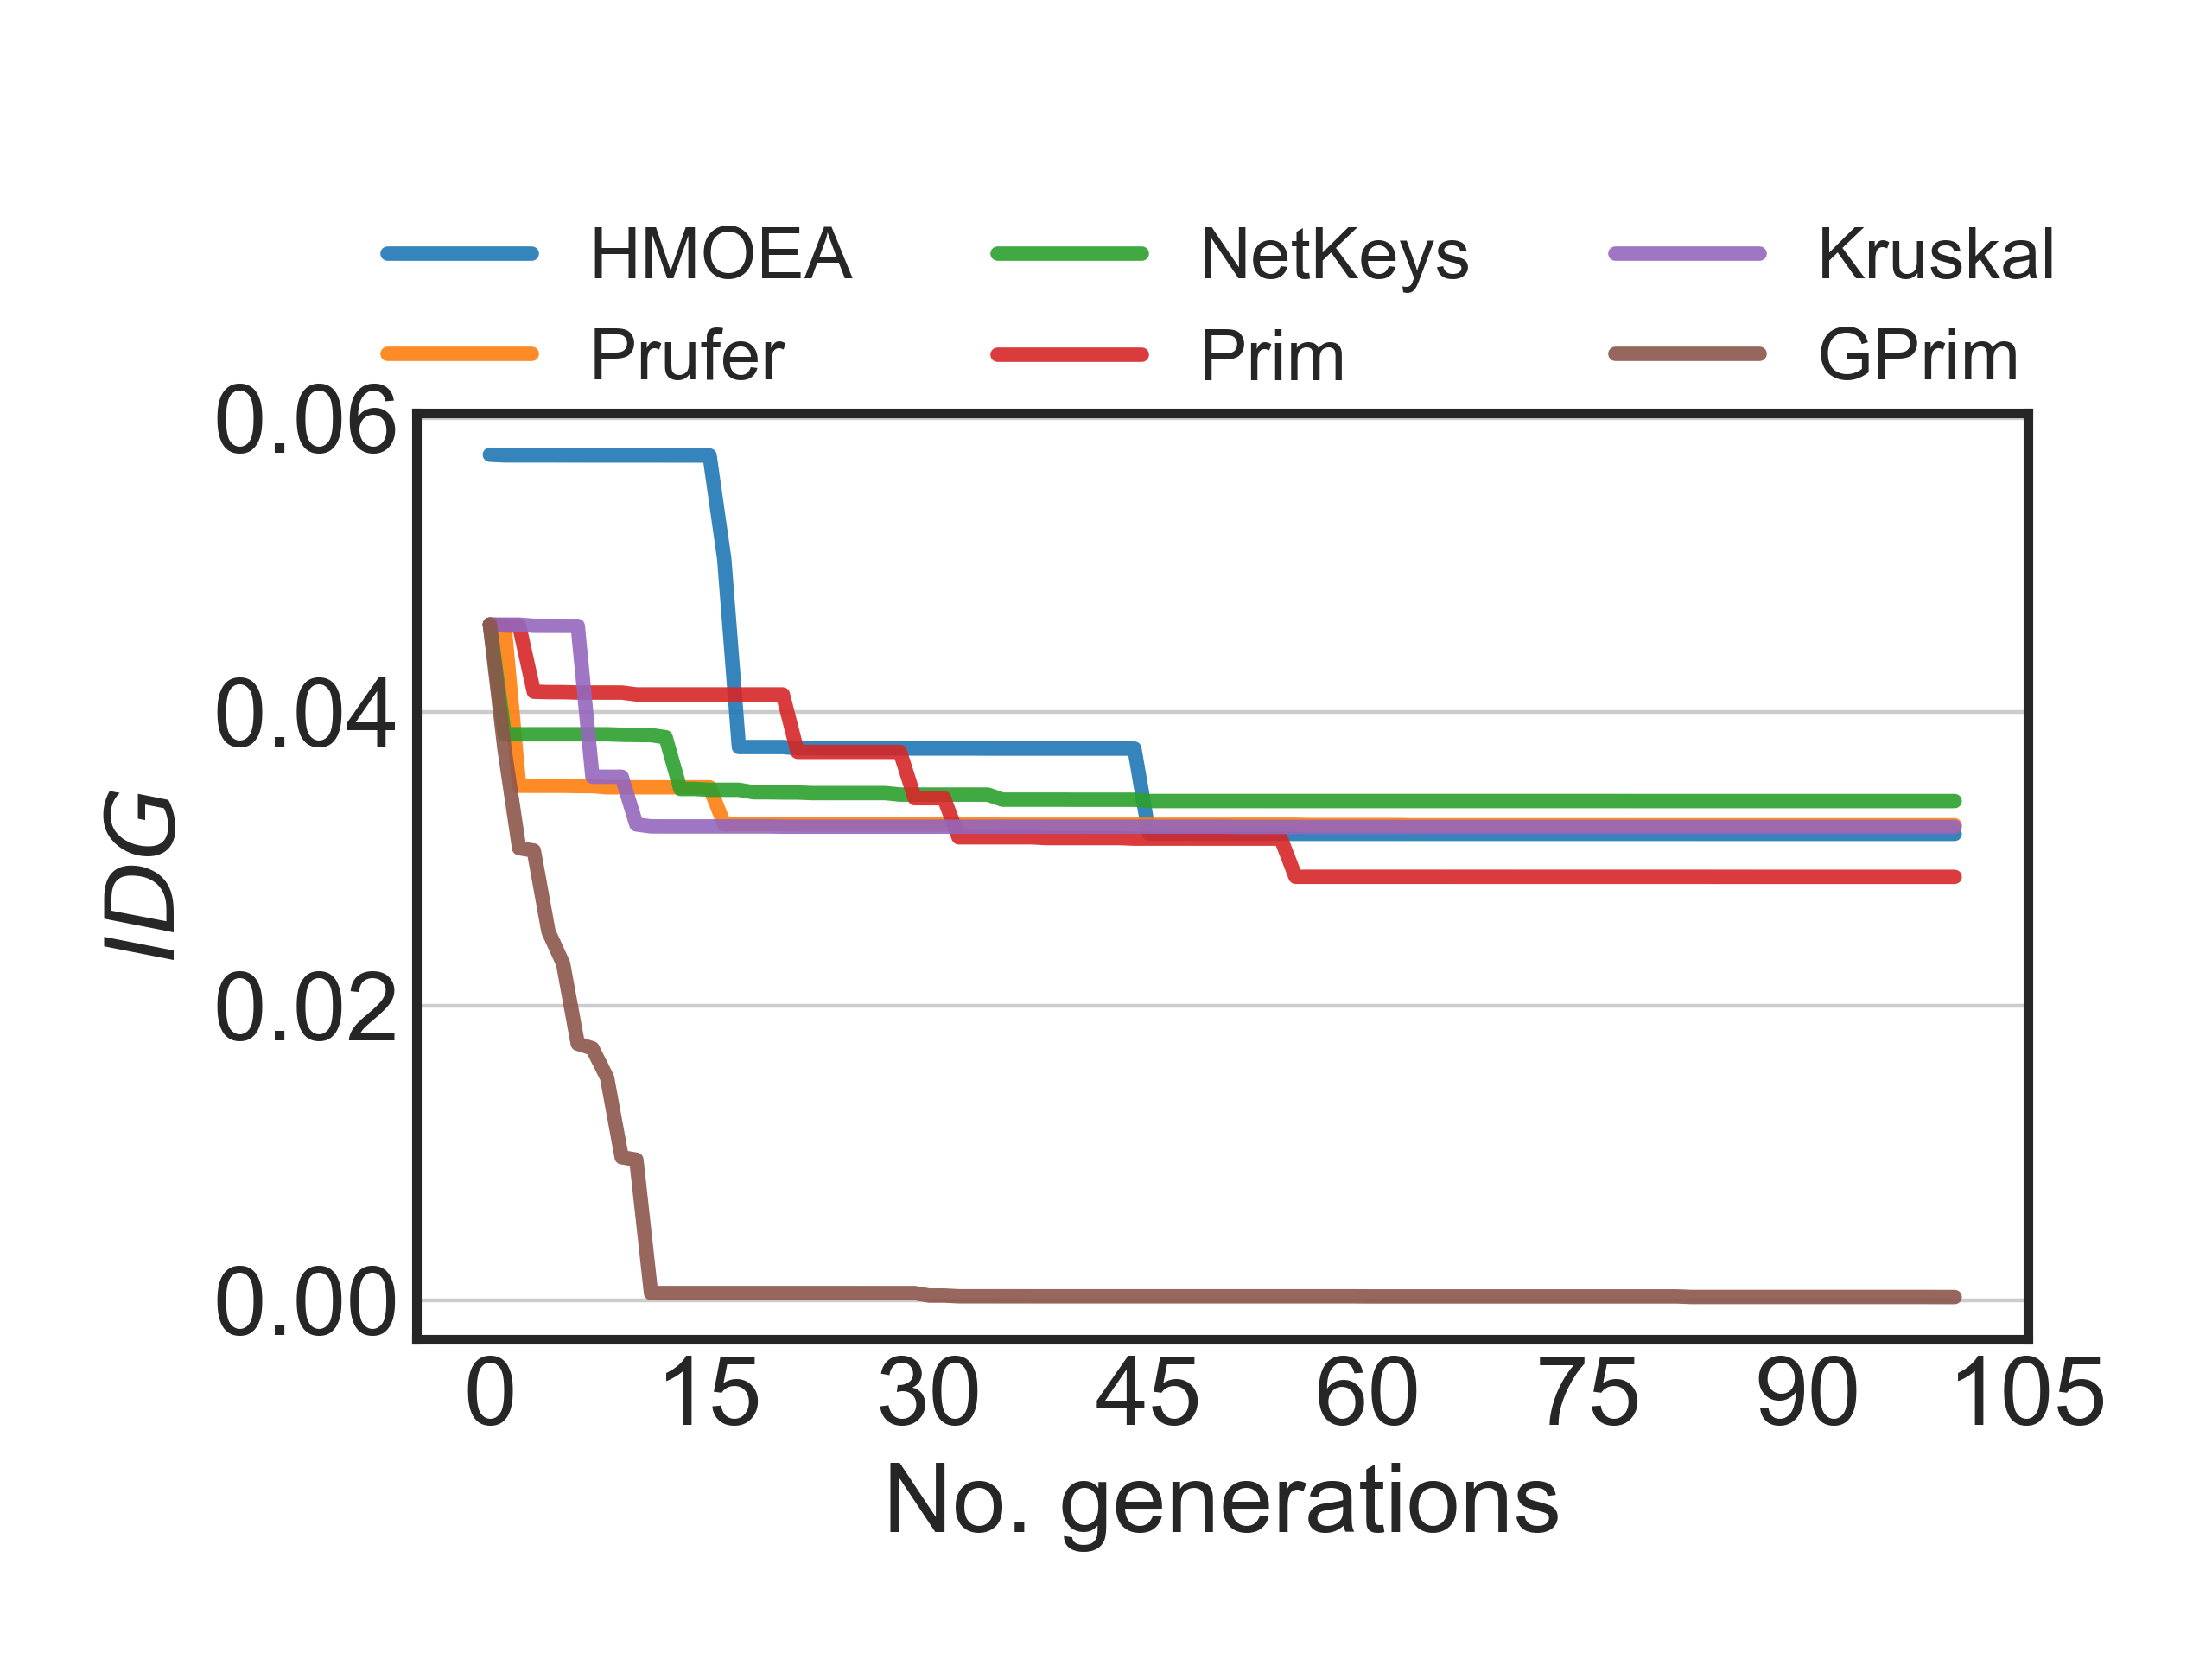 HMOEA NetKeys Kruskal
Prufer Prim GPrim
0.06
0.04
0.02
0.00
IDG
0 15 30 45 60 75 90 105
No. generations